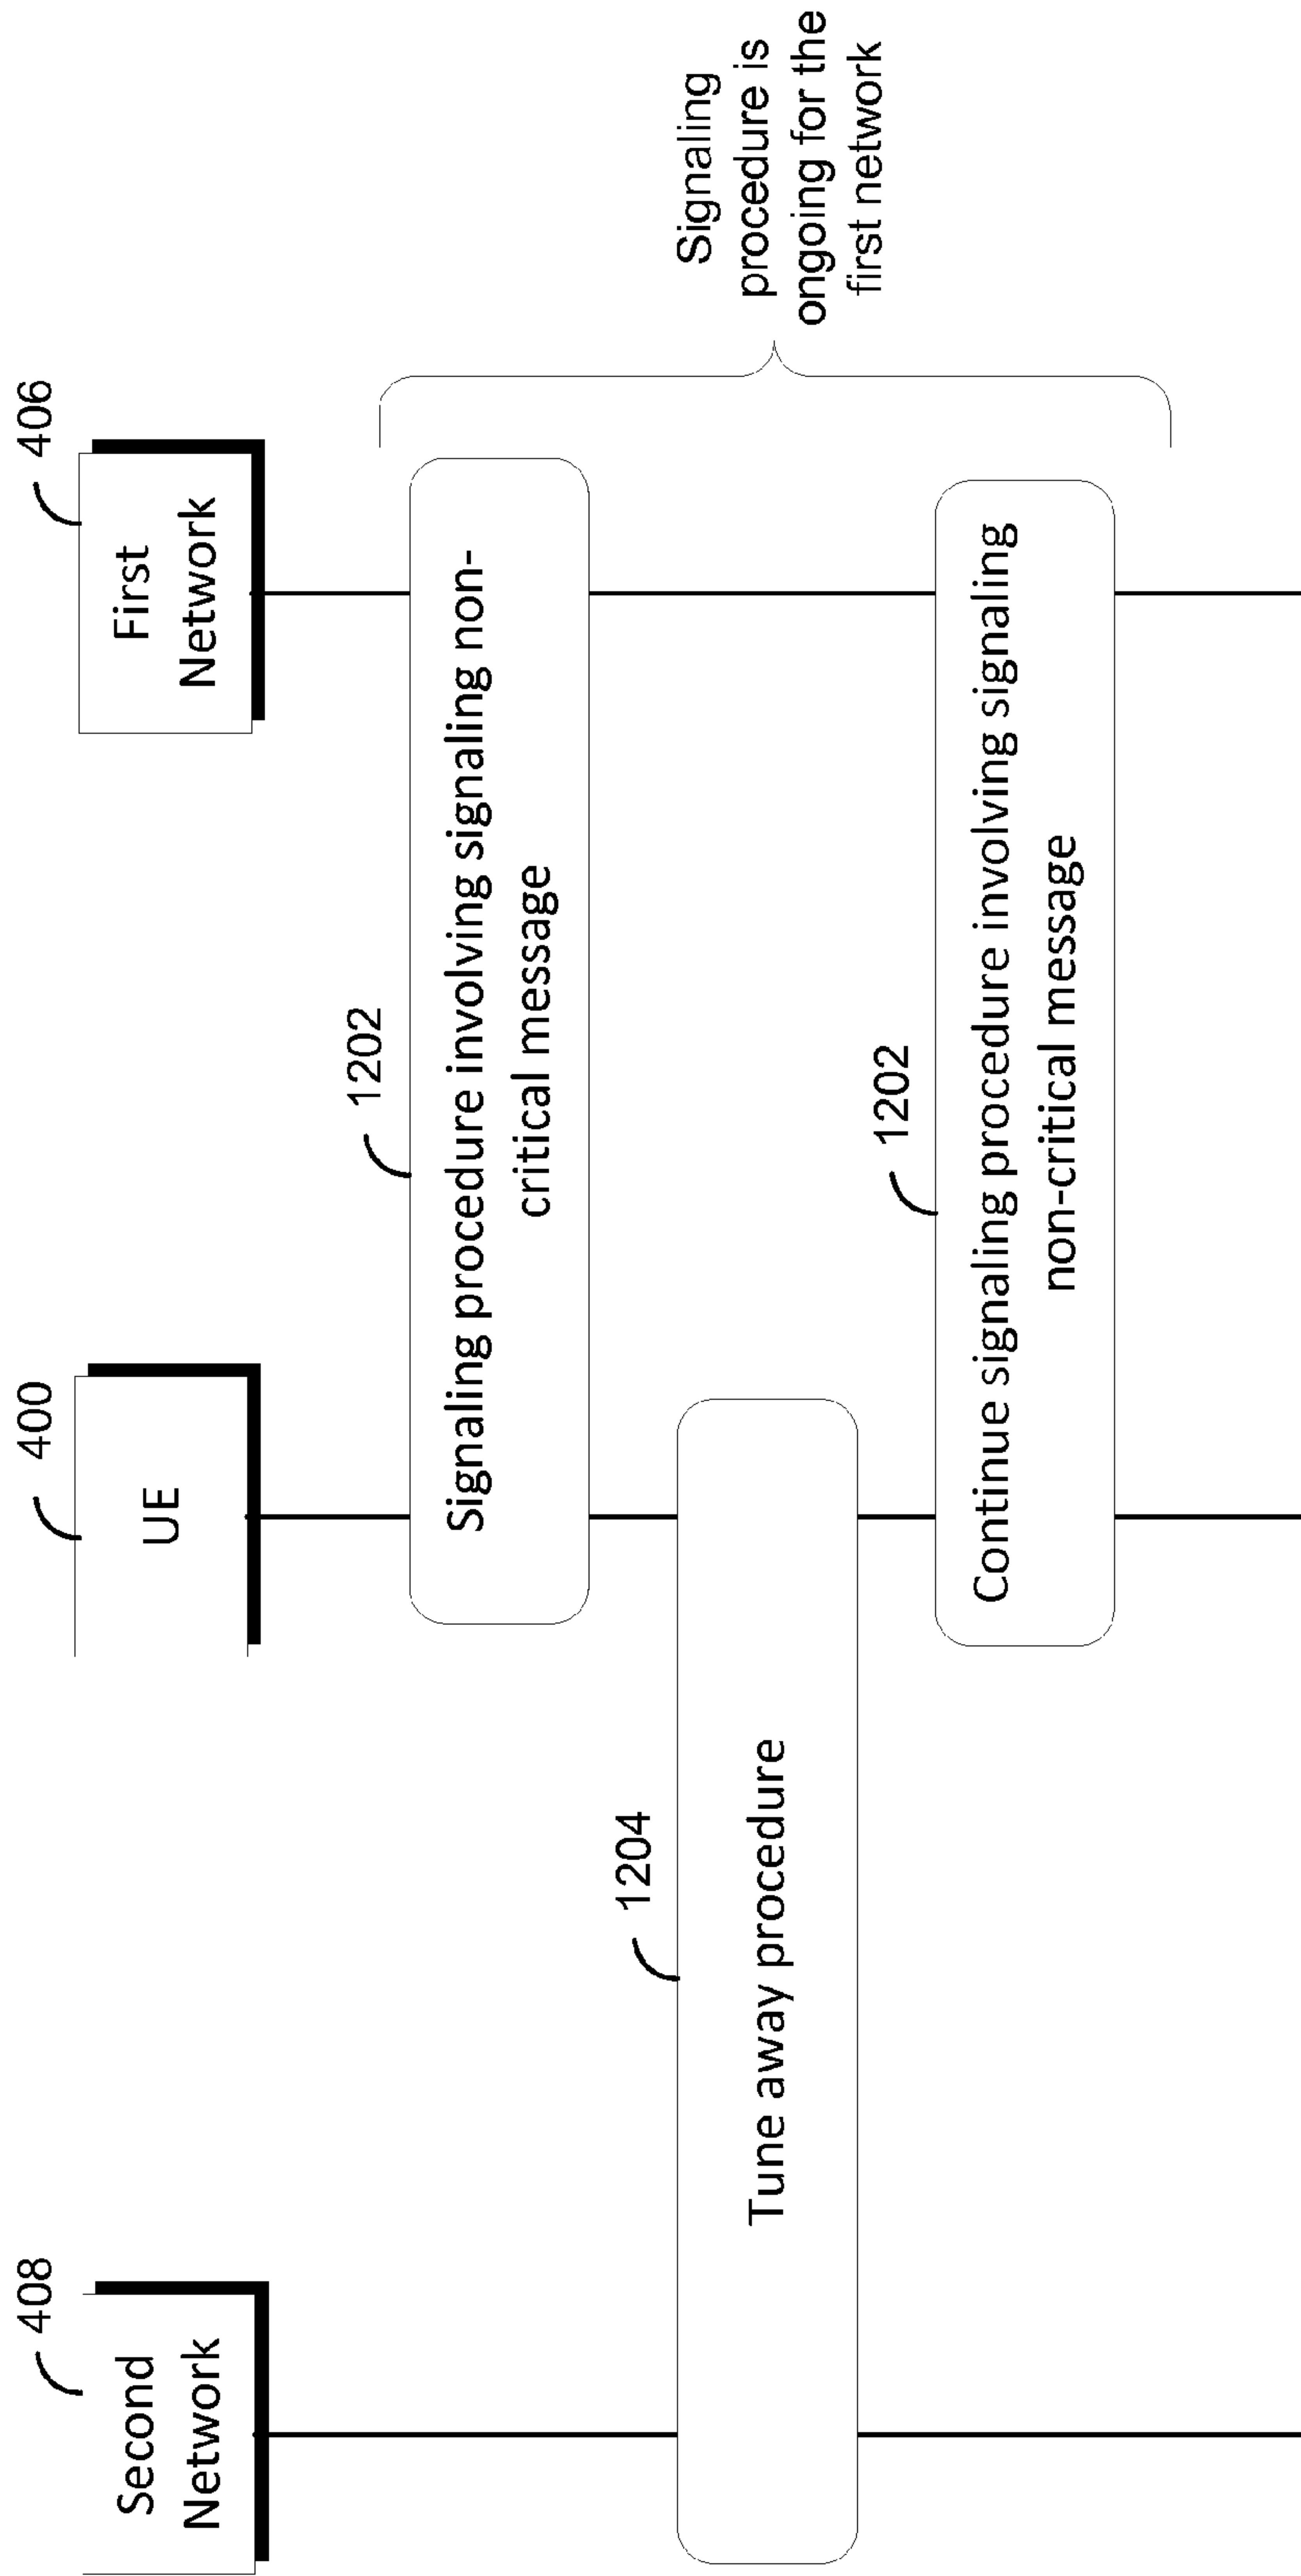 408
Second
Network
400
UE
406
First
Network
1202
Signaling procedure involving signaling non-
critical message
1204
Tune away procedure
1202
Continue signaling procedure involving signaling
non-critical message
Signaling
procedure is
ongoing for the
first network